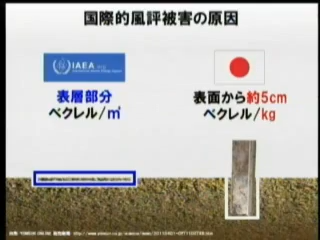 国際的風評被害の原因
IAEA
表層部分
ベクレル/㎡
表面から約5cm
ベクレル/kg